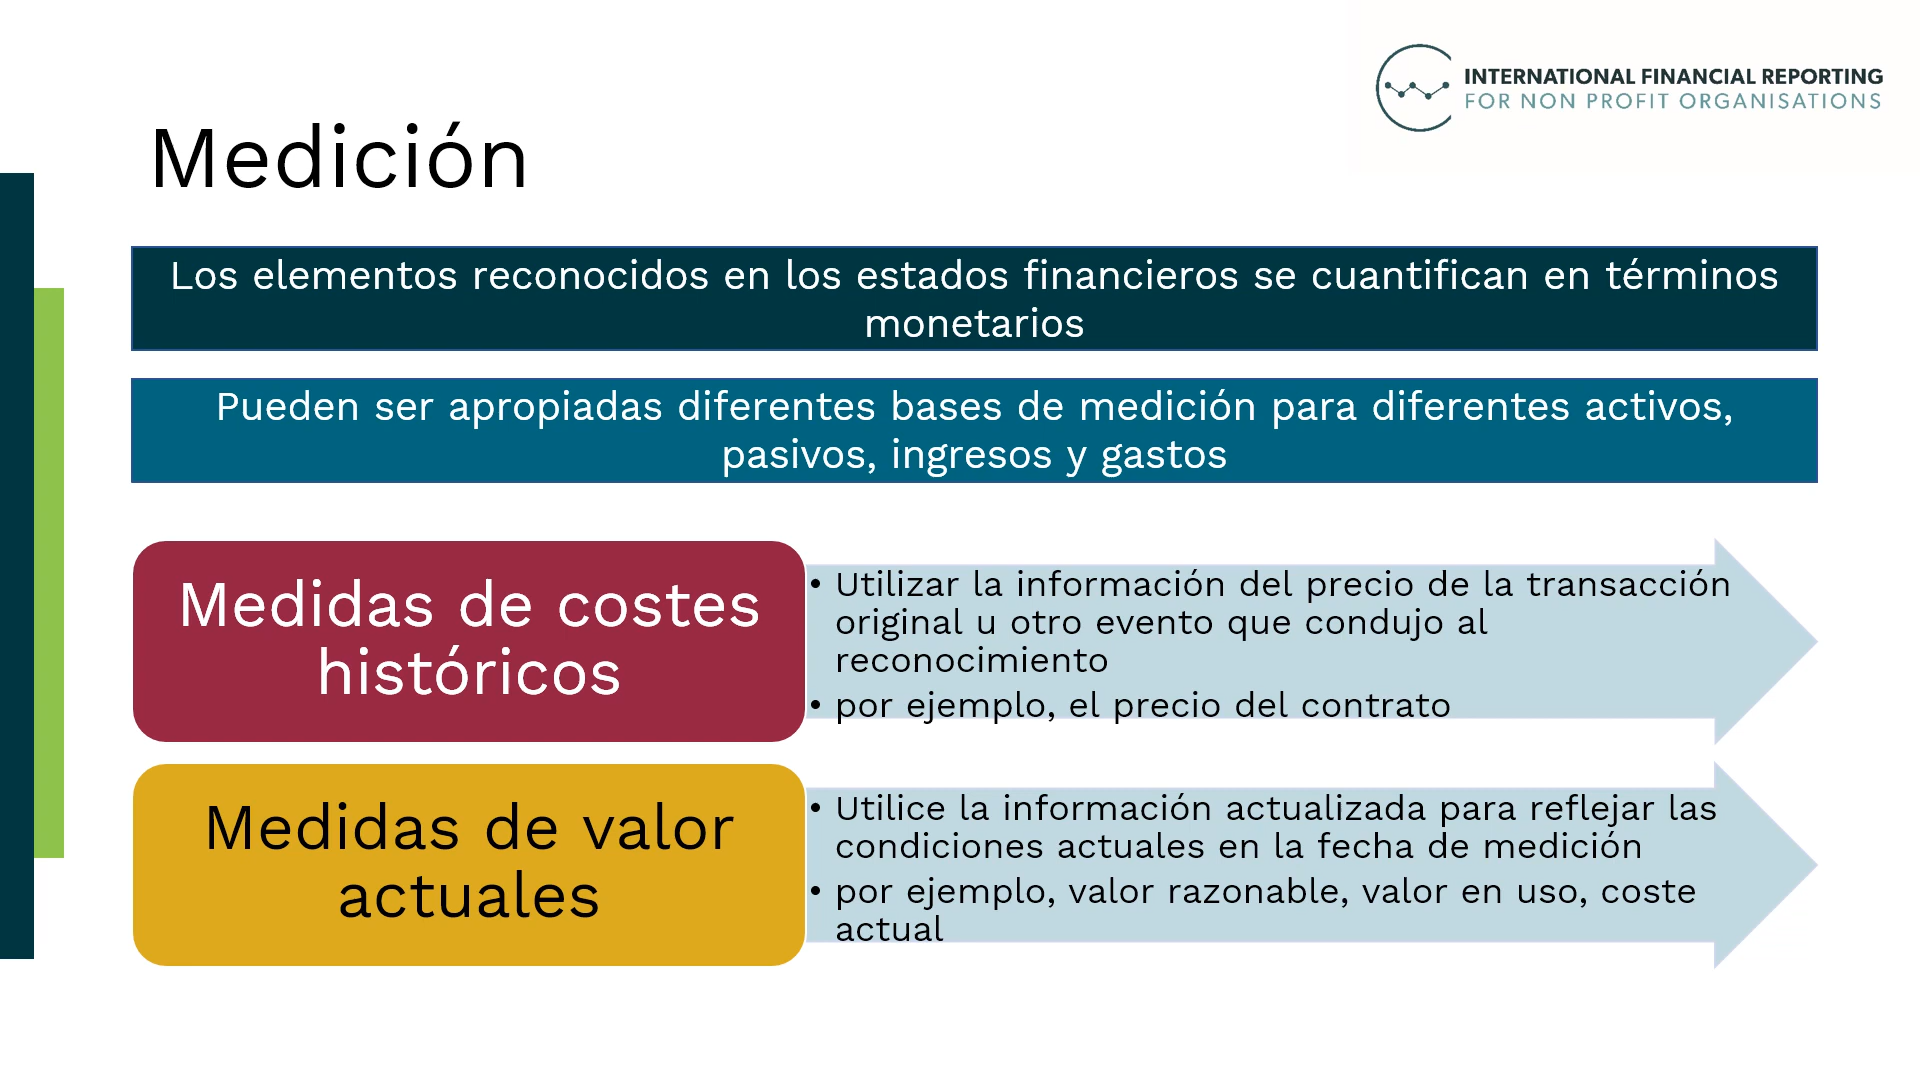 INTERNATIONAL FINANCIAL REPORTING
FOR NON PROFIT ORGANISATIONS
Medición
Los elementos reconocidos en los estados financieros se cuantifican en términos
monetarios
Pueden ser apropiadas diferentes bases de medición para diferentes activos,
pasivos, ingresos y gastos
Medidas de costes
históricos
• Utilizar la información del precio de la transacción
original u otro evento que condujo al
reconocimiento
• por ejemplo, el precio del contrato
Medidas de valor
actuales
• Utilice la información actualizada para reflejar las
condiciones actuales en la fecha de medición
• por ejemplo, valor razonable, valor en uso, coste
actual